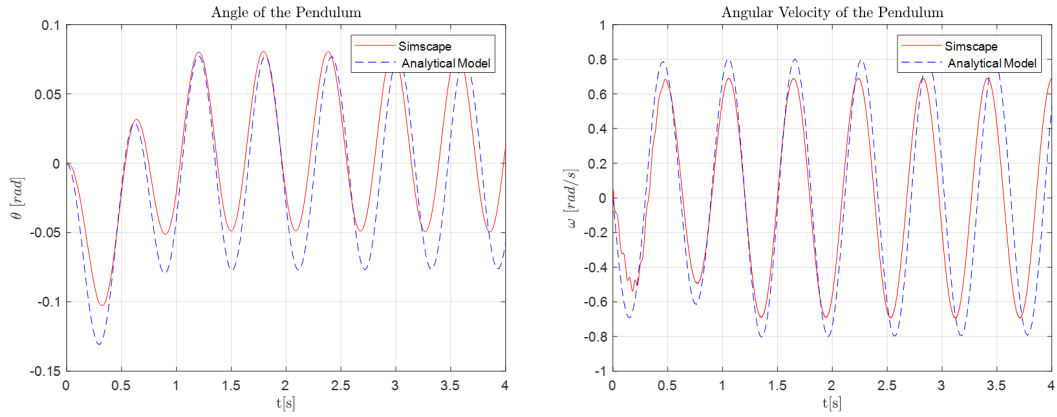 Angle of the Pendulum
Simscape
Analytical Model
0.1
0.05
0
-0.05
-0.1
-0.15
θ [rad]
0 0.5 1 1.5 2 2.5 3 3.5 4
t[s]
Angular Velocity of the Pendulum
Simscape
Analytical Model
1
0.8
0.6
0.4
0.2
0
-0.2
-0.4
-0.6
-0.8
-1
ω [rad/s]
0 0.5 1 1.5 2 2.5 3 3.5 4
t[s]